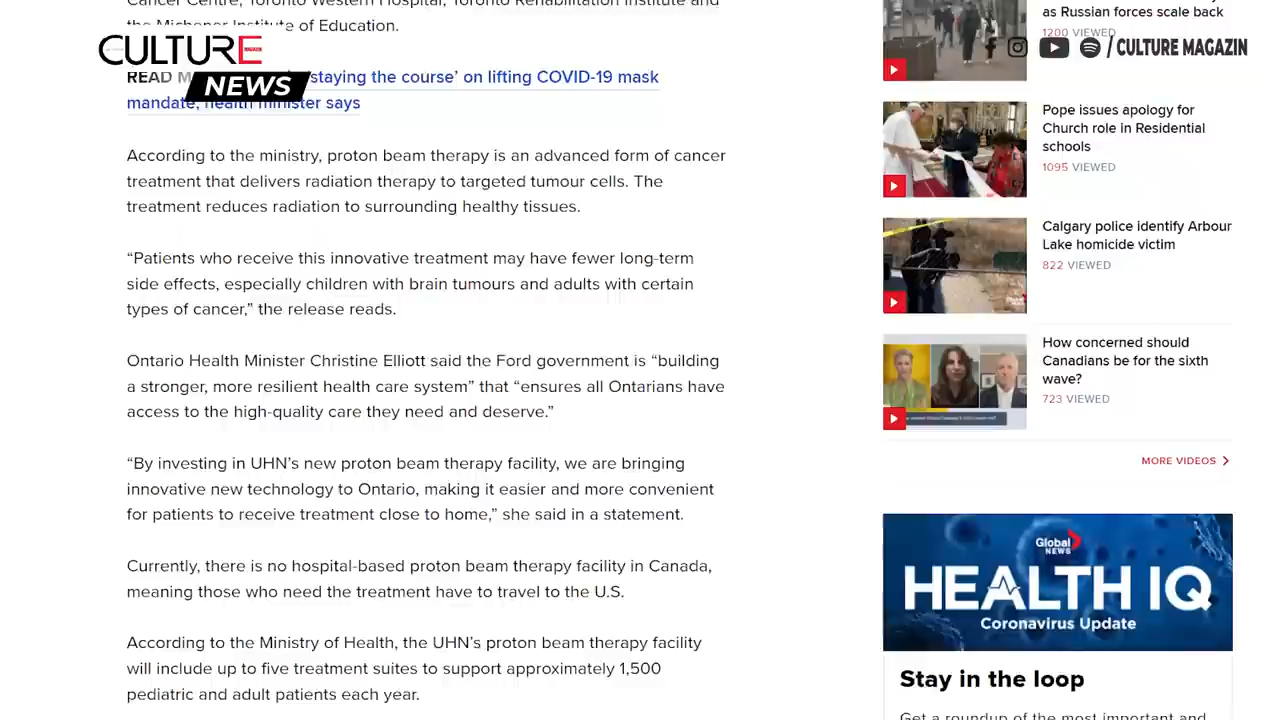 Cancer Centre, Toronto Western Hospital, Toronto Rehabilitation Institute and
the Michener Institute of Education.
CULTURE
NEWS
READ staying the course’ on lifting COVID-19 mask
mandate, health minister says
According to the ministry, proton beam therapy is an advanced form of cancer
treatment that delivers radiation therapy to targeted tumour cells. The
treatment reduces radiation to surrounding healthy tissues.
“Patients who receive this innovative treatment may have fewer long-term
side effects, especially children with brain tumours and adults with certain
types of cancer,” the release reads.
Ontario Health Minister Christine Elliott said the Ford government is “building
a stronger, more resilient health care system” that “ensures all Ontarians have
access to the high-quality care they need and deserve.”
“By investing in UHN’s new proton beam therapy facility, we are bringing
innovative new technology to Ontario, making it easier and more convenient
for patients to receive treatment close to home,” she said in a statement.
Currently, there is no hospital-based proton beam therapy facility in Canada,
meaning those who need the treatment have to travel to the U.S.
According to the Ministry of Health, the UHN’s proton beam therapy facility
will include up to five treatment suites to support approximately 1,500
pediatric and adult patients each year.
as Russian forces scale back
1200 VIEWED
/ CULTURE MAGAZIN
Pope issues apology for
Church role in Residential
schools
1095 VIEWED
Calgary police identify Arbour
Lake homicide victim
822 VIEWED
How concerned should
Canadians be for the sixth
wave?
723 VIEWED
MORE VIDEOS
Global
NEWS
HEALTH IQ
Coronavirus Update
Stay in the loop
Get a roundup of the most important and